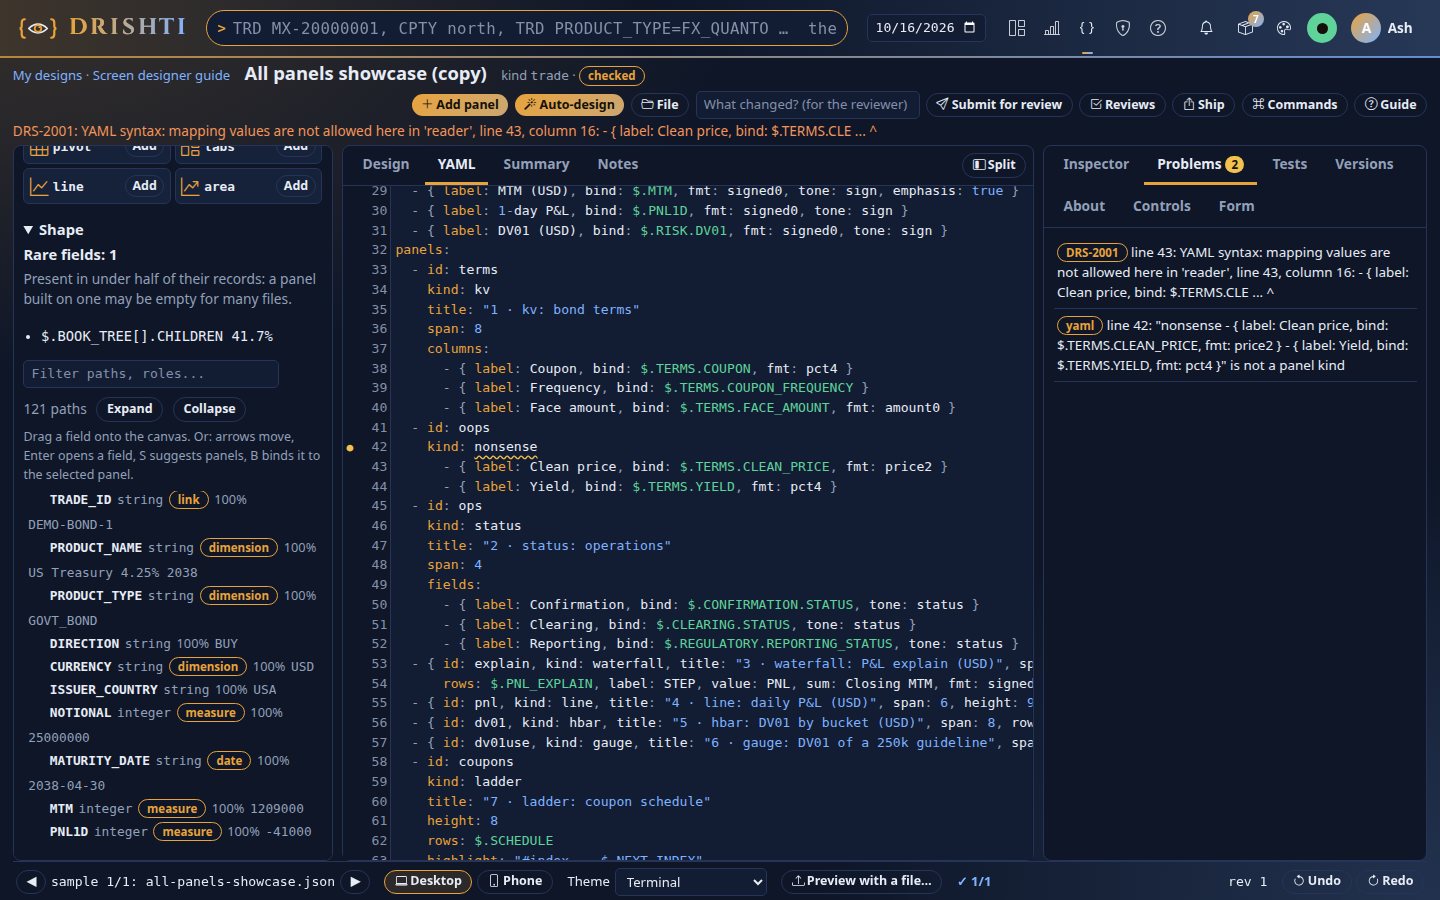 DRISHTI
> TRD MX-20000001, CPTY north, TRD PRODUCT_TYPE=FX_QUANTO … the
10/16/2026
7
A Ash
My designs · Screen designer guide All panels showcase (copy) kind trade · checked
Add panel Auto-design File What changed? (for the reviewer) Submit for review Reviews Ship Commands Guide
DRS-2001: YAML syntax: mapping values are not allowed here in 'reader', line 43, column 16: - { label: Clean price, bind: $.TERMS.CLE ... ^
pivot Add tabs Add
line Add area Add
▼ Shape
Rare fields: 1
Present in under half of their records: a panel
built on one may be empty for many files.
• $.BOOK_TREE[].CHILDREN 41.7%
Filter paths, roles...
121 paths Expand Collapse
Drag a field onto the canvas. Or: arrows move,
Enter opens a field, S suggests panels, B binds it to
the selected panel.
TRADE_ID string link 100%
DEMO-BOND-1
PRODUCT_NAME string dimension 100%
US Treasury 4.25% 2038
PRODUCT_TYPE string dimension 100%
GOVT_BOND
DIRECTION string 100% BUY
CURRENCY string dimension 100% USD
ISSUER_COUNTRY string 100% USA
NOTIONAL integer measure 100%
25000000
MATURITY_DATE string date 100%
2038-04-30
MTM integer measure 100% 1209000
PNL1D integer measure 100% -41000
Design YAML Summary Notes Split
29 - { label: MTM (USD), bind: $.MTM, fmt: signed0, tone: sign, emphasis: true }
30 - { label: 1-day P&L, bind: $.PNL1D, fmt: signed0, tone: sign }
31 - { label: DV01 (USD), bind: $.RISK.DV01, fmt: signed0, tone: sign }
32 panels:
33 - id: terms
34 kind: kv
35 title: "1 · kv: bond terms"
36 span: 8
37 columns:
38 - { label: Coupon, bind: $.TERMS.COUPON, fmt: pct4 }
39 - { label: Frequency, bind: $.TERMS.COUPON_FREQUENCY }
40 - { label: Face amount, bind: $.TERMS.FACE_AMOUNT, fmt: amount0 }
41 - id: oops
42 kind: nonsense
43 - { label: Clean price, bind: $.TERMS.CLEAN_PRICE, fmt: price2 }
44 - { label: Yield, bind: $.TERMS.YIELD, fmt: pct4 }
45 - id: ops
46 kind: status
47 title: "2 · status: operations"
48 span: 4
49 fields:
50 - { label: Confirmation, bind: $.CONFIRMATION.STATUS, tone: status }
51 - { label: Clearing, bind: $.CLEARING.STATUS, tone: status }
52 - { label: Reporting, bind: $.REGULATORY.REPORTING_STATUS, tone: status }
53 - { id: explain, kind: waterfall, title: "3 · waterfall: P&L explain (USD)", sp
54 rows: $.PNL_EXPLAIN, label: STEP, value: PNL, sum: Closing MTM, fmt: signed
55 - { id: pnl, kind: line, title: "4 · line: daily P&L (USD)", span: 6, height: 9
56 - { id: dv01, kind: hbar, title: "5 · hbar: DV01 by bucket (USD)", span: 8, row
57 - { id: dv01use, kind: gauge, title: "6 · gauge: DV01 of a 250k guideline", spa
58 - id: coupons
59 kind: ladder
60 title: "7 · ladder: coupon schedule"
61 height: 8
62 rows: $.SCHEDULE
Inspector Problems 2 Tests Versions
About Controls Form
DRS-2001 line 43: YAML syntax: mapping values are
not allowed here in 'reader', line 43, column 16: - { label:
Clean price, bind: $.TERMS.CLE ... ^
yaml line 42: "nonsense - { label: Clean price, bind:
$.TERMS.CLEAN_PRICE, fmt: price2 } - { label: Yield, bind:
$.TERMS.YIELD, fmt: pct4 }" is not a panel kind
◀ sample 1/1: all-panels-showcase.json ▶ Desktop Phone Theme Terminal Preview with a file... ✓ 1/1 rev 1 Undo Redo